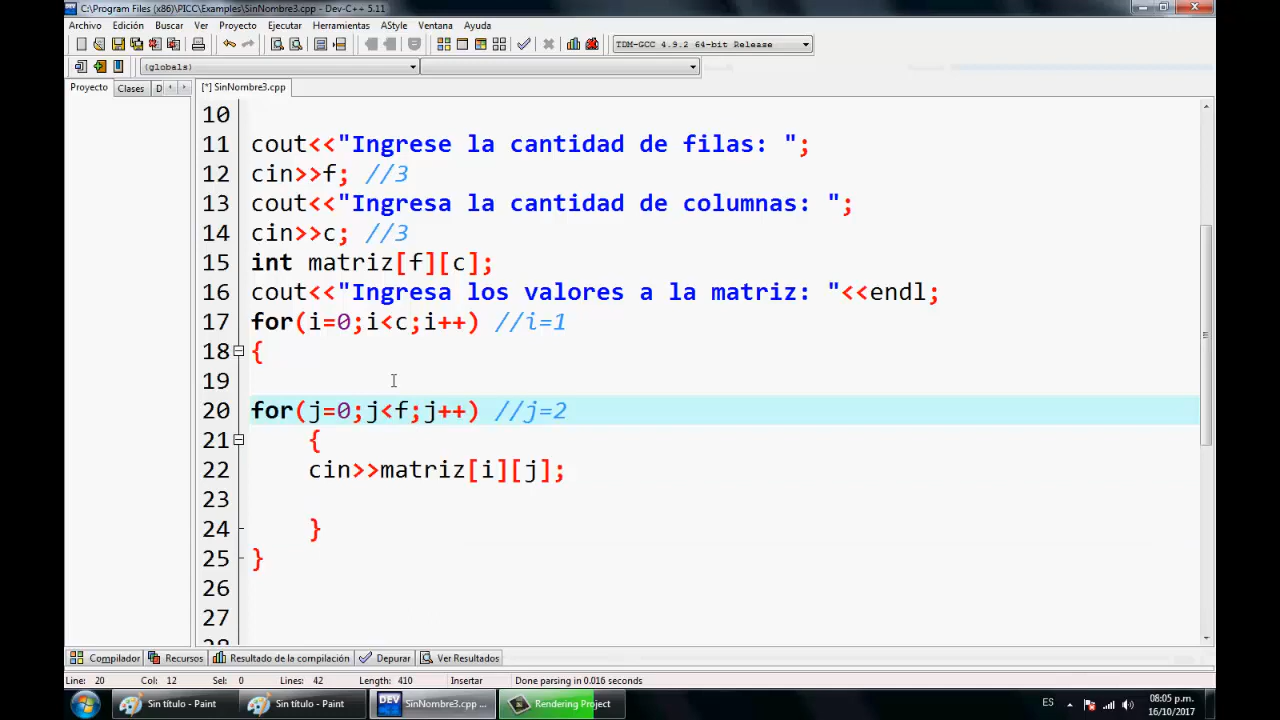 C:\Program Files (x86)\PICC\Examples\SinNombre3.cpp - Dev-C++ 5.11
Archivo Edición Buscar Ver Proyecto Ejecutar Herramientas AStyle Ventana Ayuda
TDM-GCC 4.9.2 64-bit Release
(globals)
Proyecto Clases D [*] SinNombre3.cpp
10
11 cout<<"Ingrese la cantidad de filas: ";
12 cin>>f; //3
13 cout<<"Ingresa la cantidad de columnas: ";
14 cin>>c; //3
15 int matriz[f][c];
16 cout<<"Ingresa los valores a la matriz: "<<endl;
17 for(i=0;i<c;i++) //i=1
18 {
19
20 for(j=0;j<f;j++) //j=2
21 {
22 cin>>matriz[i][j];
23
24 }
25 }
26
27
28
Compilador Recursos Resultado de la compilación Depurar Ver Resultados
Line: 20 Col: 12 Sel: 0 Lines: 42 Length: 410 Insertar Done parsing in 0.016 seconds
Sin título - Paint Sin título - Paint DEV SinNombre3.cpp ... Rendering Project ES 08:05 p.m.
16/10/2017